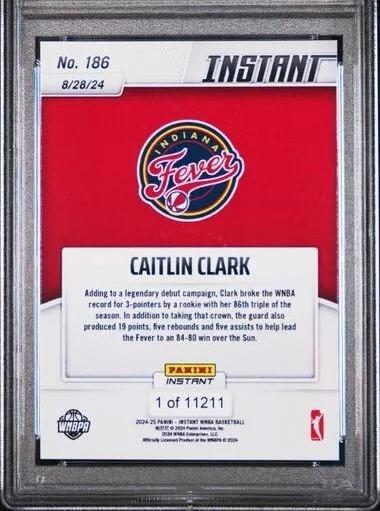 No. 186
INSTANT
8/28/24
INDIANA
Fever
CAITLIN CLARK
Adding to a legendary debut campaign, Clark broke the WNBA
record for 3-pointers by a rookie with her 86th triple of the
season. In addition to taking that crown, the guard also
produced 19 points, five rebounds and five assists to help lead
the Fever to an 84-80 win over the Sun.
PANINI
INSTANT
1 of 11211
WNBPA
2024-25 PANINI - INSTANT WNBA BASKETBALL
© 2024 Panini America, Inc.
2024 WNBA Enterprises, LLC.
Officially Licensed Product of the WNBPA © 2024